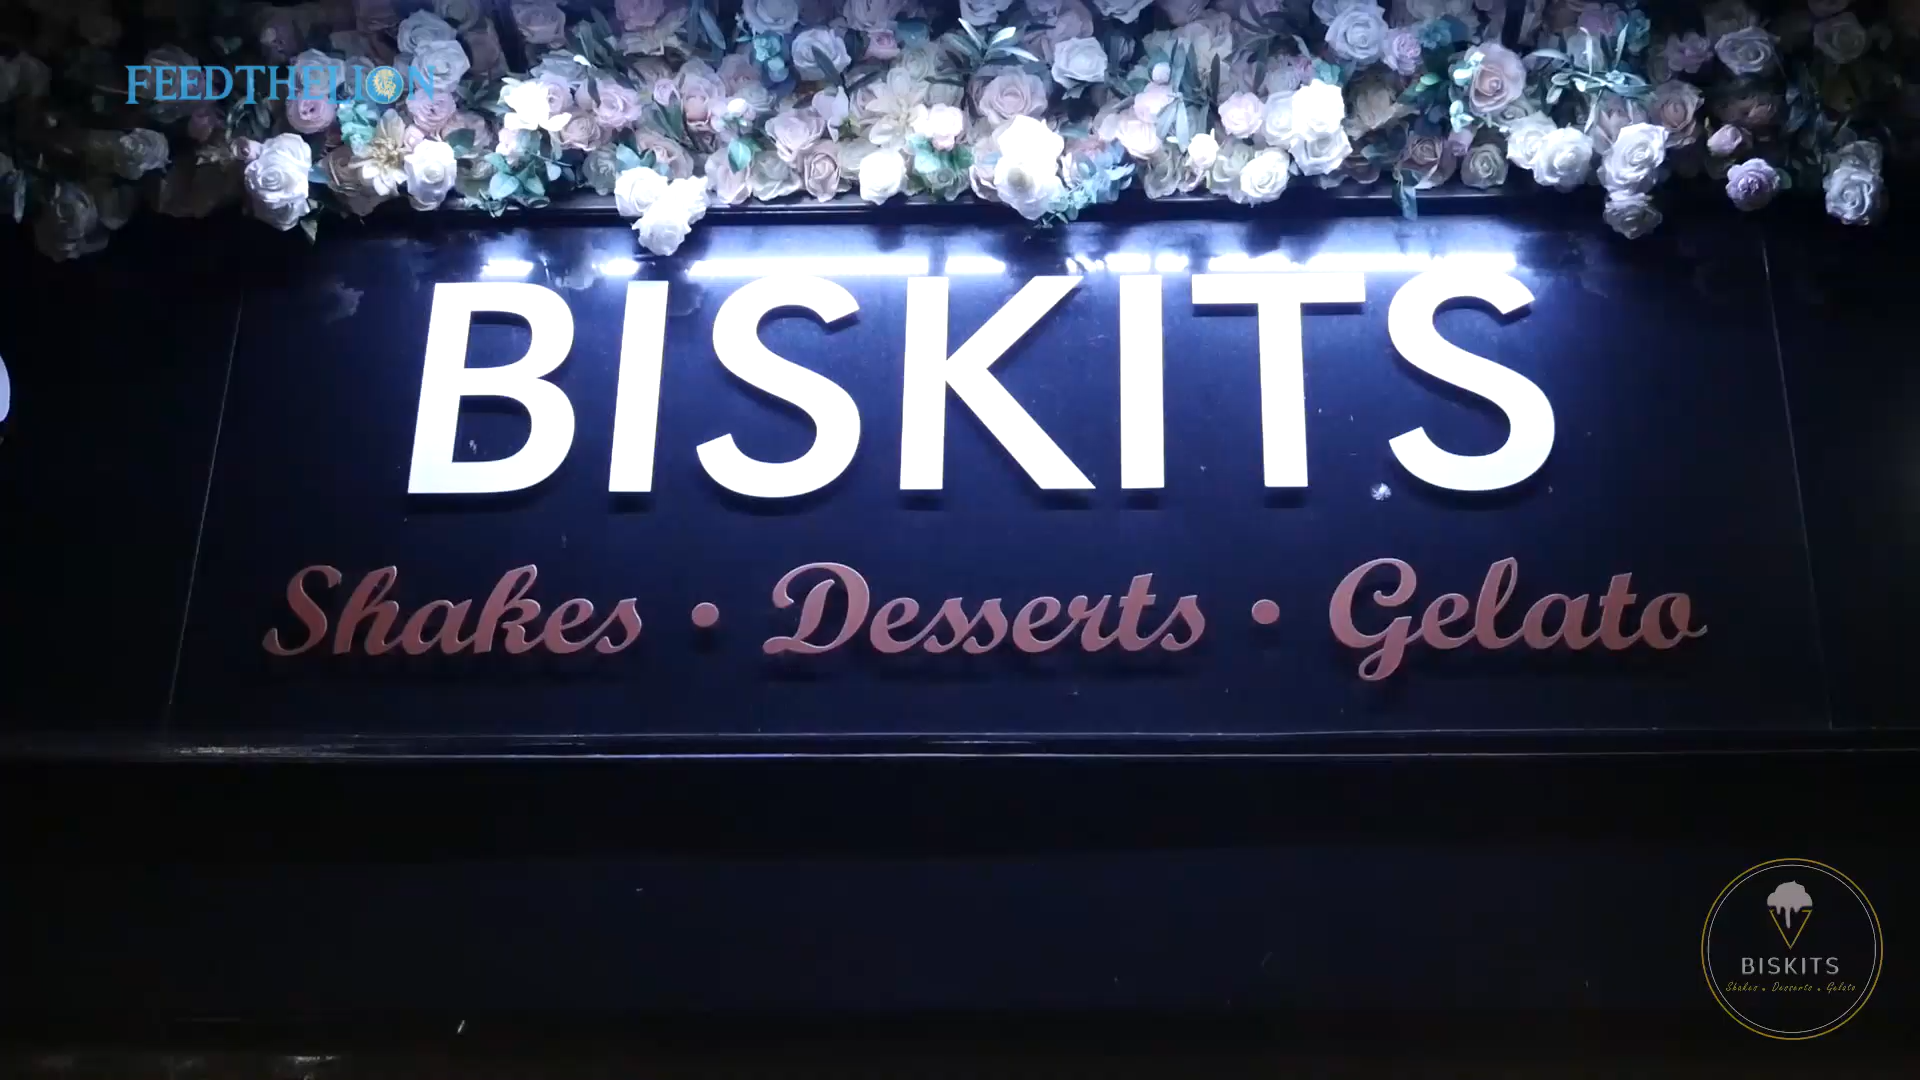 FEEDTHELION
BISKITS
Shakes • Desserts • Gelato
BISKITS
Shakes . Desserts . Gelato